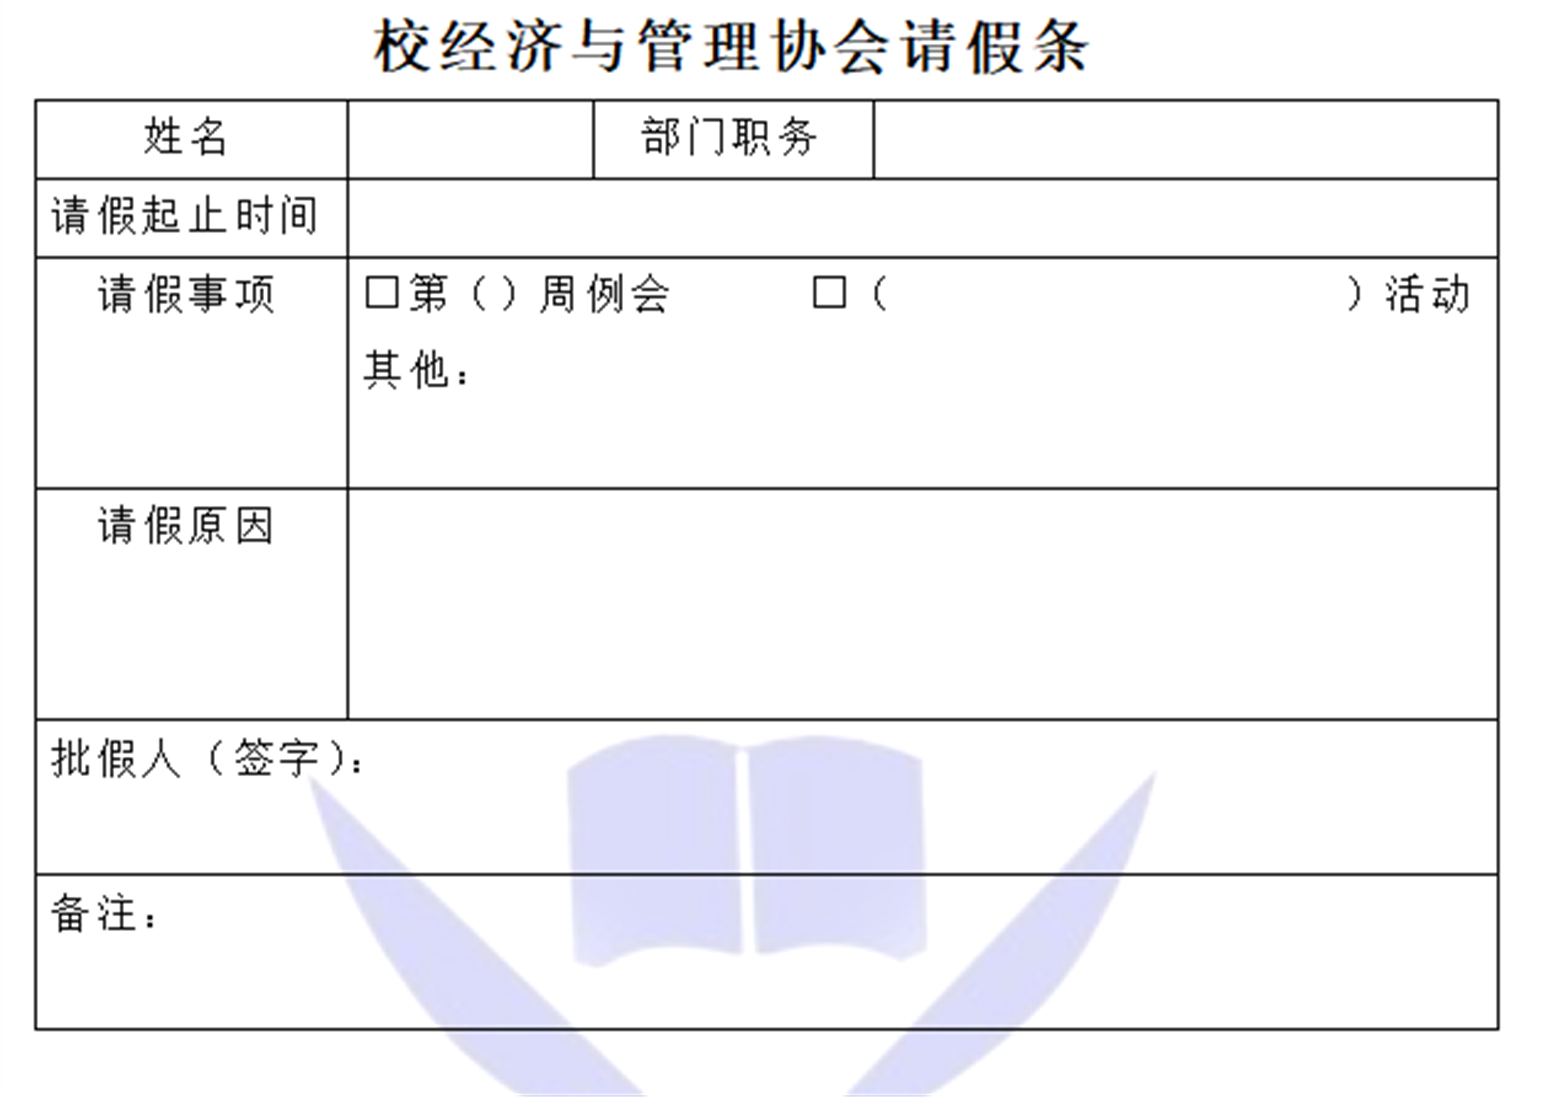 校经济与管理协会请假条
姓名 部门职务
请假起止时间
请假事项 □第（）周例会 □（ ）活动
其他：
请假原因
批假人（签字）：
备注：